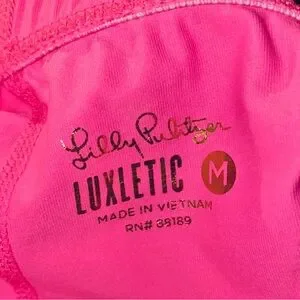 Lilly Pulitzer
LUXLETIC M
MADE IN VIETNAM
RN# 38189